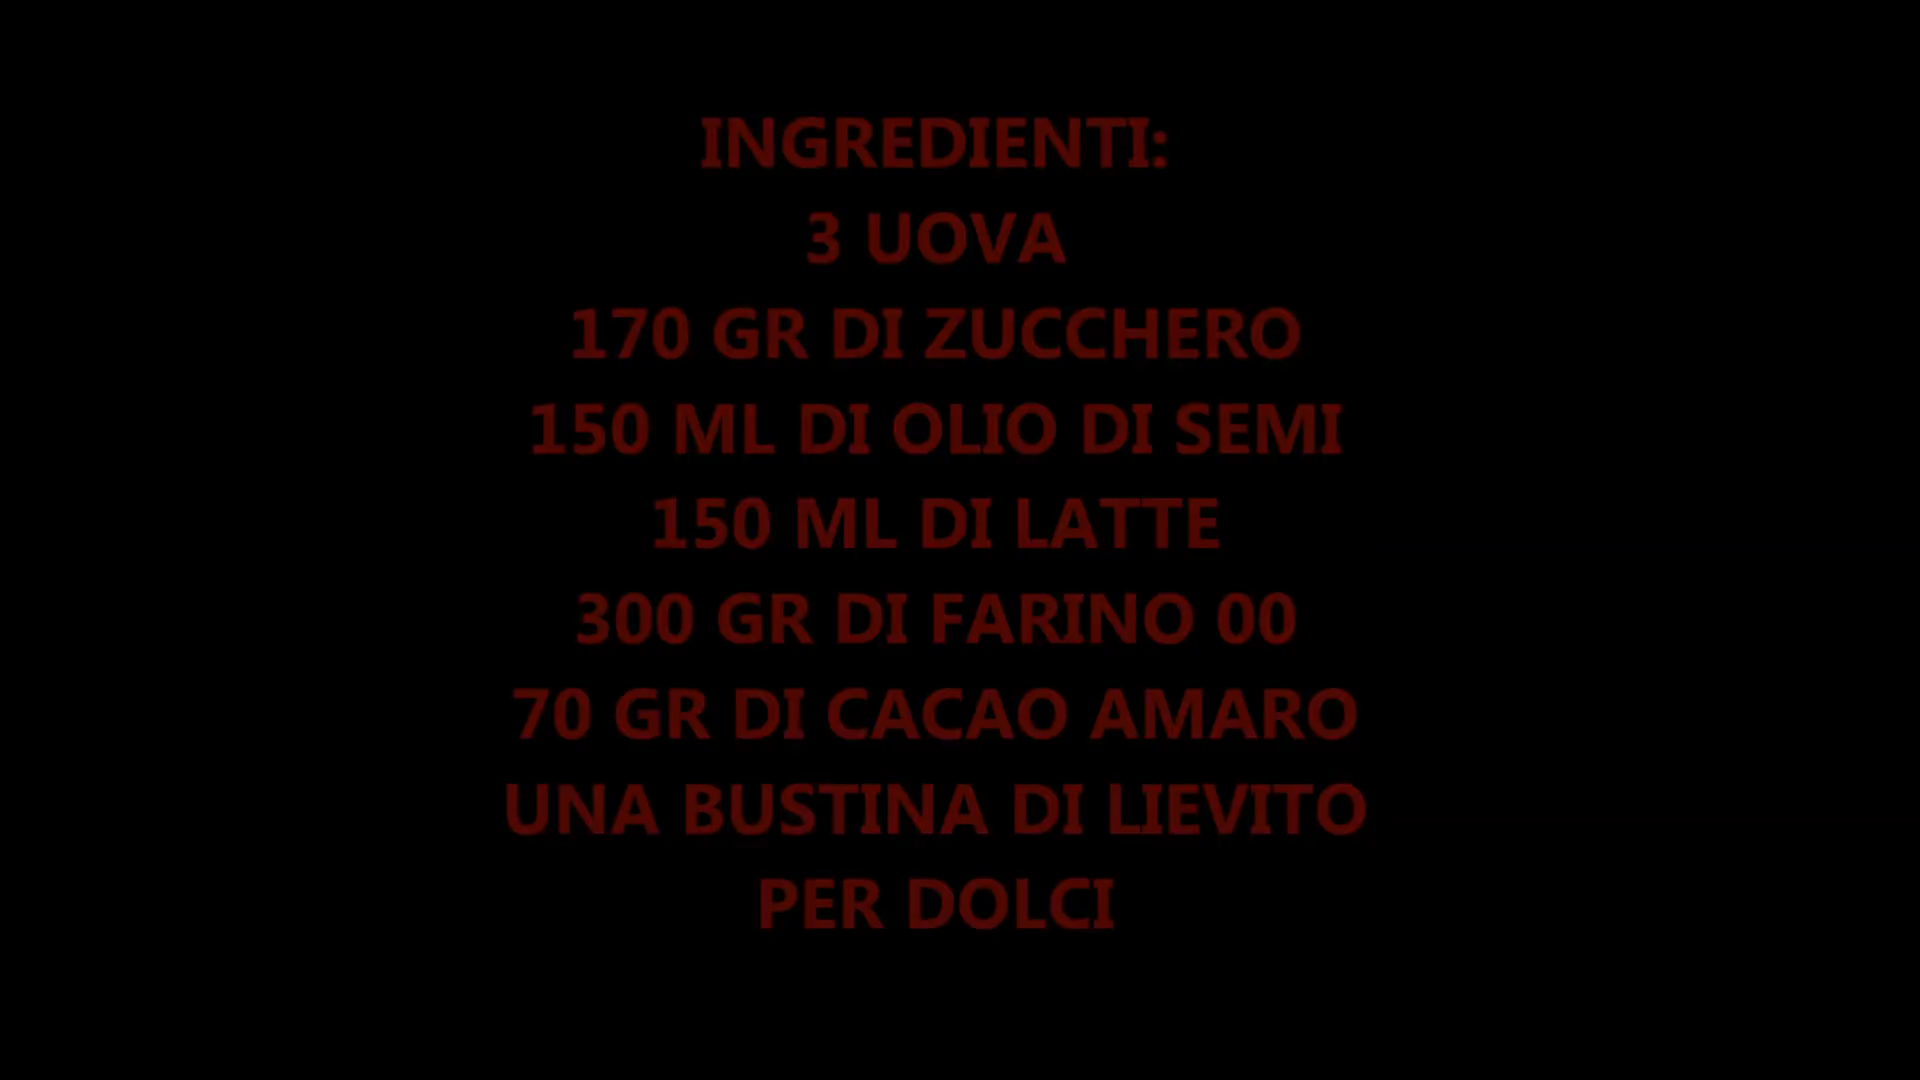 INGREDIENTI:
3 UOVA
170 GR DI ZUCCHERO
150 ML DI OLIO DI SEMI
150 ML DI LATTE
300 GR DI FARINO 00
70 GR DI CACAO AMARO
UNA BUSTINA DI LIEVITO
PER DOLCI